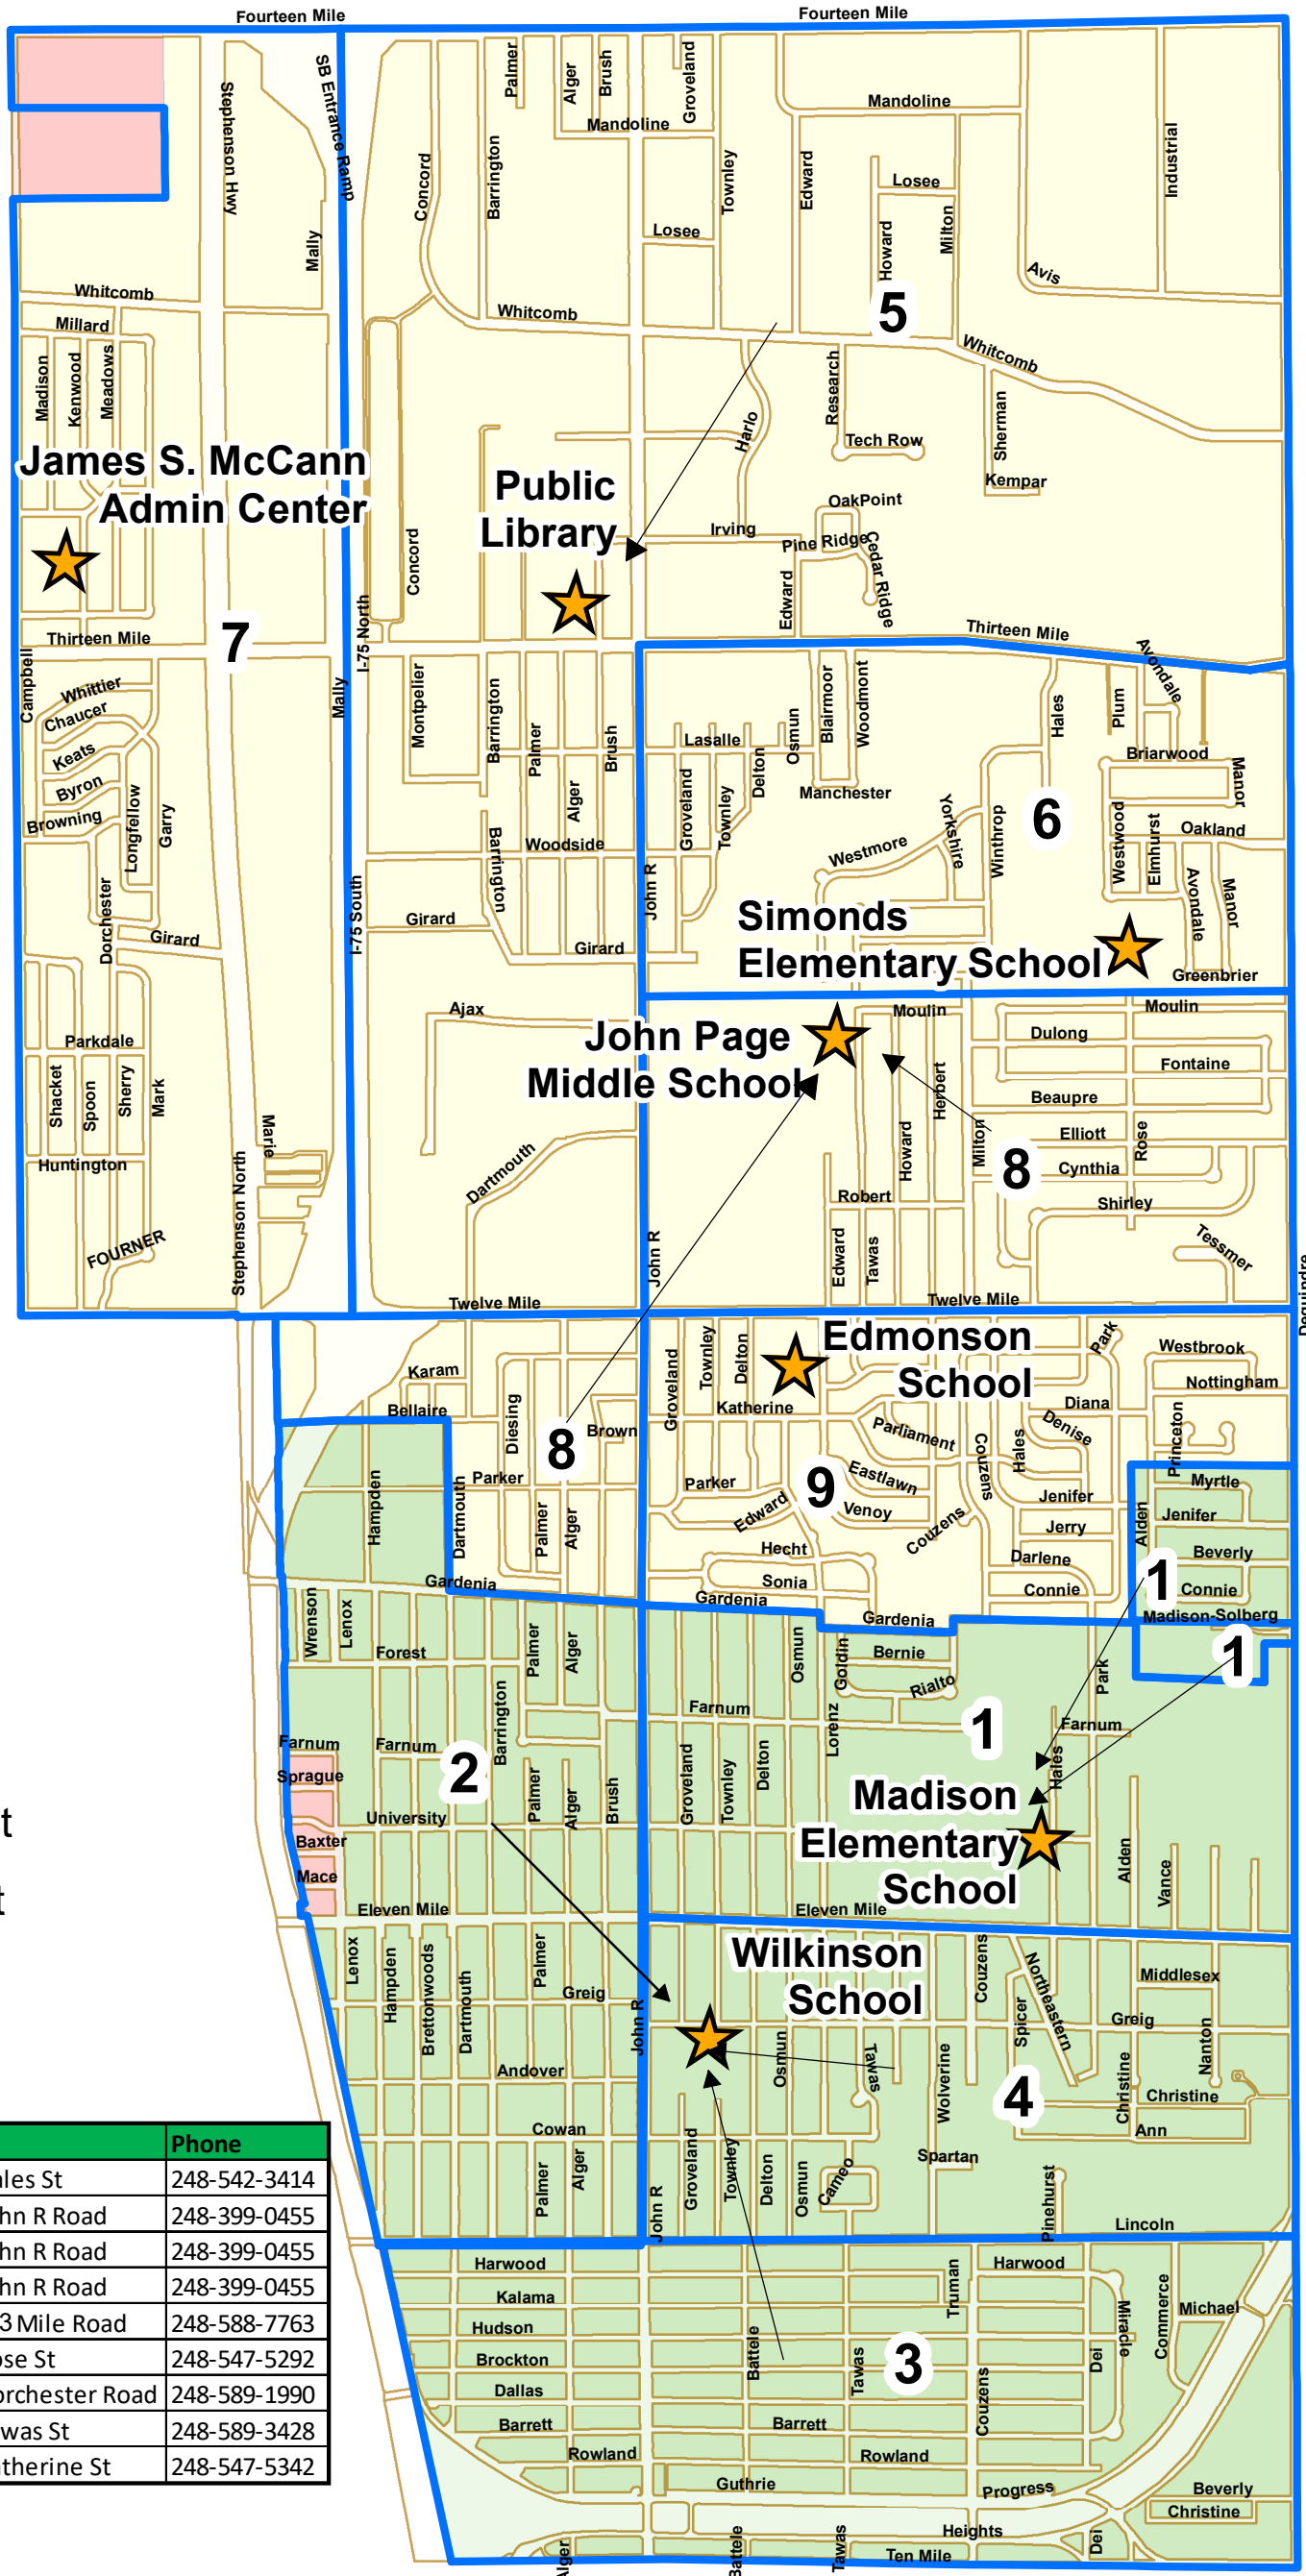 Fourteen Mile
Fourteen Mile
Stephenson Hwy
SB Entrance Ramp
Mally
Concord
Barrington
Palmer
Alger
Brush
Groveland
Mandoline
Townley
Edward
Mandoline
Losee
Howard
Milton
Industrial
Losee
Avis
Whitcomb
Whitcomb
5
Whitcomb
Millard
Madison
Kenwood
Meadows
Harlo
Research
Tech Row
Sherman
Kempar
James S. McCann
Admin Center
Public
Library
OakPoint
Irving
Pine Ridge
Cedar Ridge
Edward
Concord
I-75 North
Thirteen Mile
7
Thirteen Mile
Campbell
Whittier
Chaucer
Keats
Byron
Browning
Longfellow
Garry
Dorchester
Girard
Mally
Montpelier
Barrington
Palmer
Alger
Brush
Woodside
Barrington
I-75 South
Girard
Girard
John R
Lasalle
Groveland
Townley
Delton
Osmun
Blairmoor
Woodmont
Manchester
Westmore
Yorkshire
Winthrop
Hales
Plum
Avondale
Briarwood
Manor
6
Oakland
Westwood
Elmhurst
Avondale
Manor
Simonds
Elementary School
Greenbrier
Ajax
John Page
Middle School
Moulin
Moulin
Dulong
Fontaine
Beaupre
Elliott
Rose
Cynthia
Shirley
Tessmer
Herbert
Howard
Milton
8
Robert
Edward
Tawas
Parkdale
Shacket
Spoon
Sherry
Mark
Huntington
FOURNER
Marie
Stephenson North
Dartmouth
John R
Twelve Mile
Twelve Mile
Dequindre
Edmonson
School
Karam
Bellaire
Diesing
8
Brown
Parker
Palmer
Alger
Hampden
Dartmouth
Gardenia
Groveland
Townley
Delton
Katherine
Parker
Edward
9
Parliament
Eastlawn
Venoy
Couzens
Couzens
Hales
Park
Diana
Denise
Westbrook
Nottingham
Princeton
Jenifer
Jerry
Darlene
Connie
Hecht
Sonia
Gardenia
Gardenia
Myrtle
Alden
Jenifer
Beverly
1
Connie
Madison-Solberg
1
Wrenson
Lenox
Forest
Palmer
Alger
Barrington
Farnum
Farnum
Sprague
2
University
Baxter
Mace
Palmer
Alger
Brush
Eleven Mile
Osmun
Goldin
Bernie
Rialto
Lorenz
Farnum
Groveland
Townley
Delton
1
Park
Farnum
Hales
Madison
Elementary
School
Alden
Vance
Eleven Mile
t
t
Wilkinson
School
Lenox
Hampden
Brettonwoods
Dartmouth
Palmer
Greig
John R
Andover
Cowan
Palmer
Alger
Couzens
Northeastern
Spicer
Middlesex
Greig
Nanton
Osmun
Tawas
Wolverine
4
Christine
Christine
Ann
Spartan
Pinehurst
Lincoln
John R
Groveland
Townley
Delton
Osmun
Cameo
Phone
ales St 248-542-3414
hn R Road 248-399-0455
hn R Road 248-399-0455
hn R Road 248-399-0455
3 Mile Road 248-588-7763
ose St 248-547-5292
orchester Road 248-589-1990
was St 248-589-3428
atherine St 248-547-5342
Harwood
Harwood
Kalama
Truman
Hudson
Brockton
Battele
Tawas
3
Dallas
Barrett
Barrett
Couzens
Dei
Miracle
Commerce
Michael
Rowland
Rowland
Guthrie
Progress
Beverly
Christine
Heights
Ten Mile
Alger
Battele
Tawas
Dei